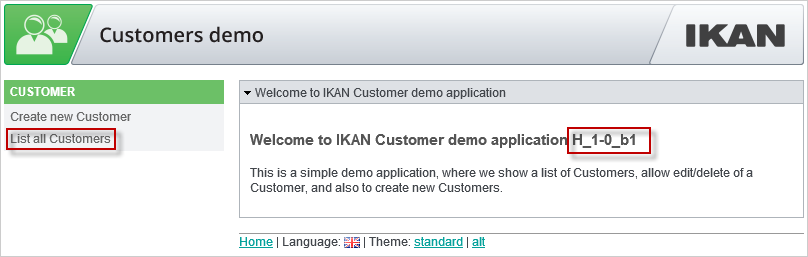 Customers demo
IKAN
CUSTOMER
Create new Customer
List all Customers
Welcome to IKAN Customer demo application
Welcome to IKAN Customer demo application H_1-0_b1
This is a simple demo application, where we show a list of Customers, allow edit/delete of a
Customer, and also to create new Customers.
Home | Language: | Theme: standard | alt